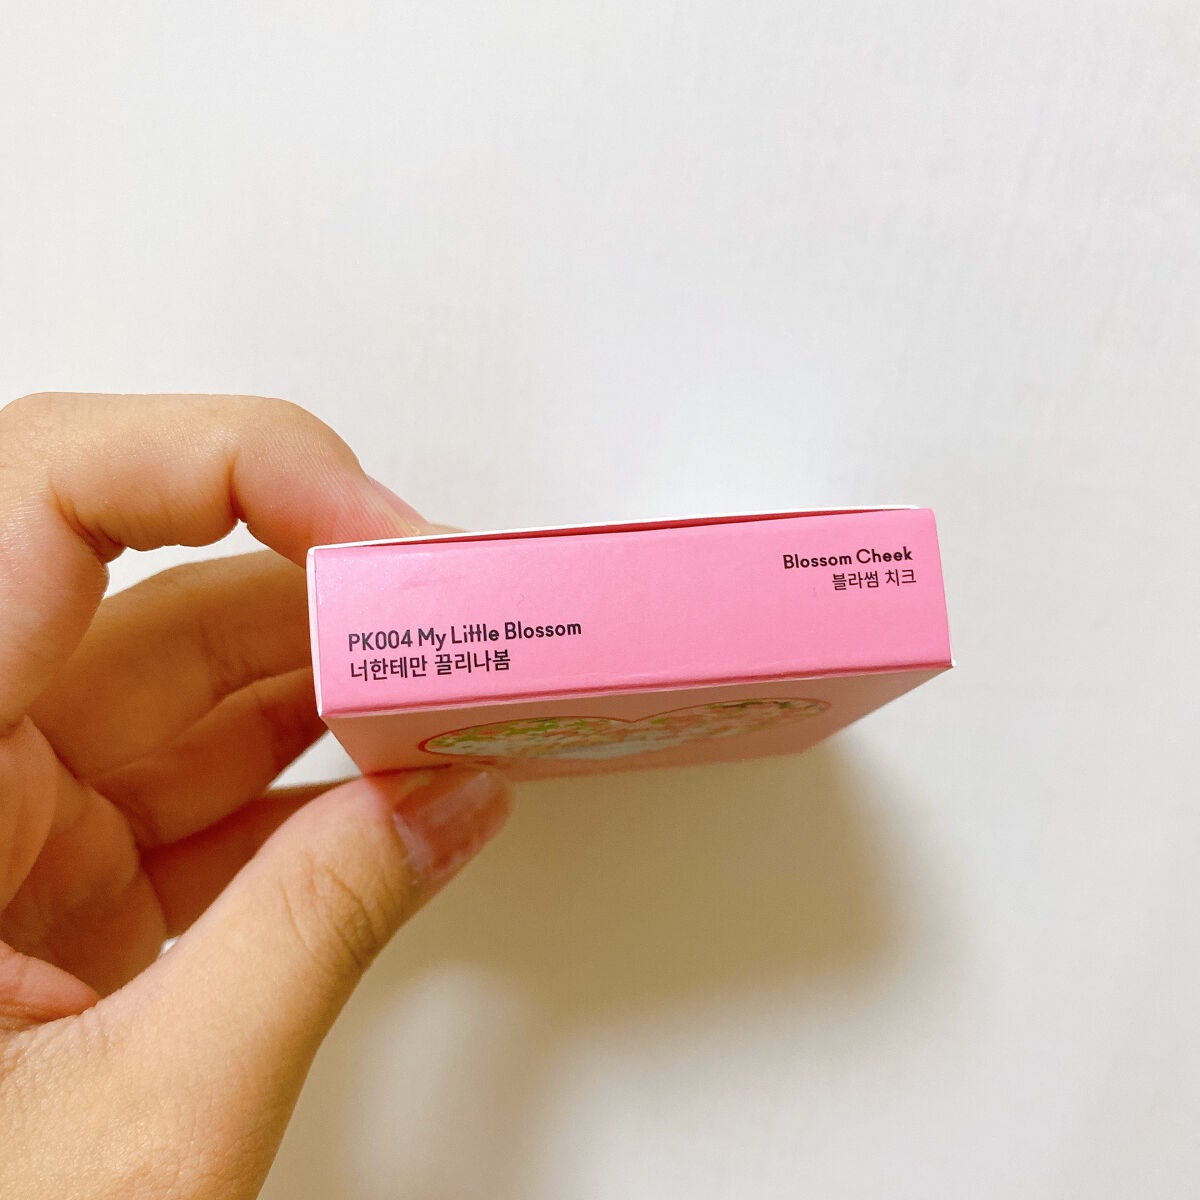 Blossom Cheek
블라썸 치크
PK004 My Little Blossom
너한테만 끌리나봄